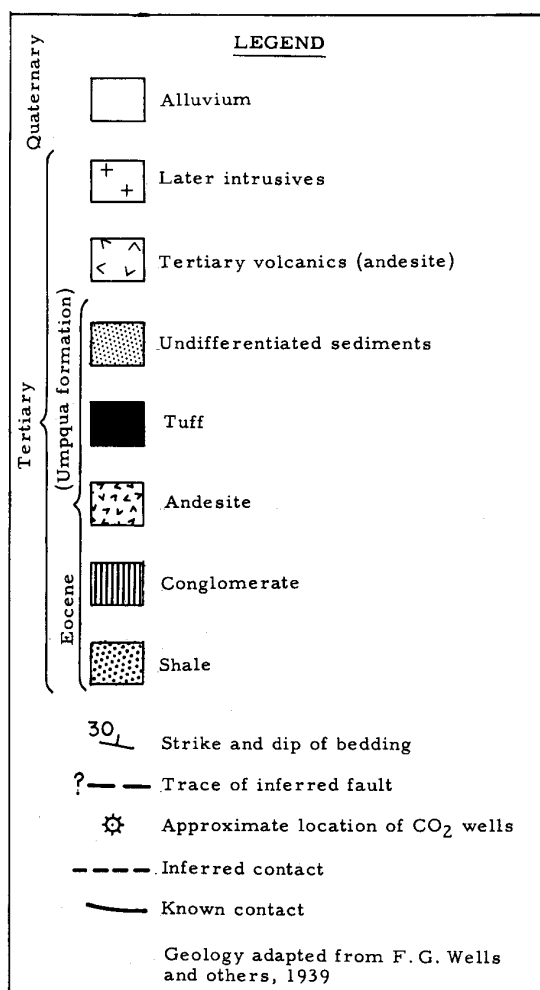 LEGEND
Quaternary
Alluvium
Tertiary
Later intrusives
Tertiary volcanics (andesite)
Eocene (Umpqua formation)
Undifferentiated sediments
Tuff
Andesite
Conglomerate
Shale
30
Strike and dip of bedding
? Trace of inferred fault
Approximate location of CO2 wells
Inferred contact
Known contact
Geology adapted from F. G. Wells
and others, 1939